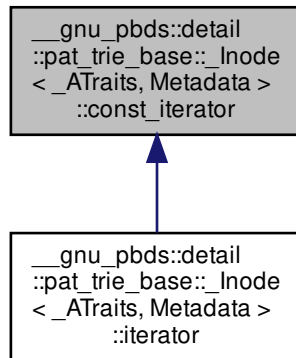 __gnu_pbds::detail
::pat_trie_base::_Inode
< _ATraits, Metadata >
::const_iterator
__gnu_pbds::detail
::pat_trie_base::_Inode
< _ATraits, Metadata >
::iterator